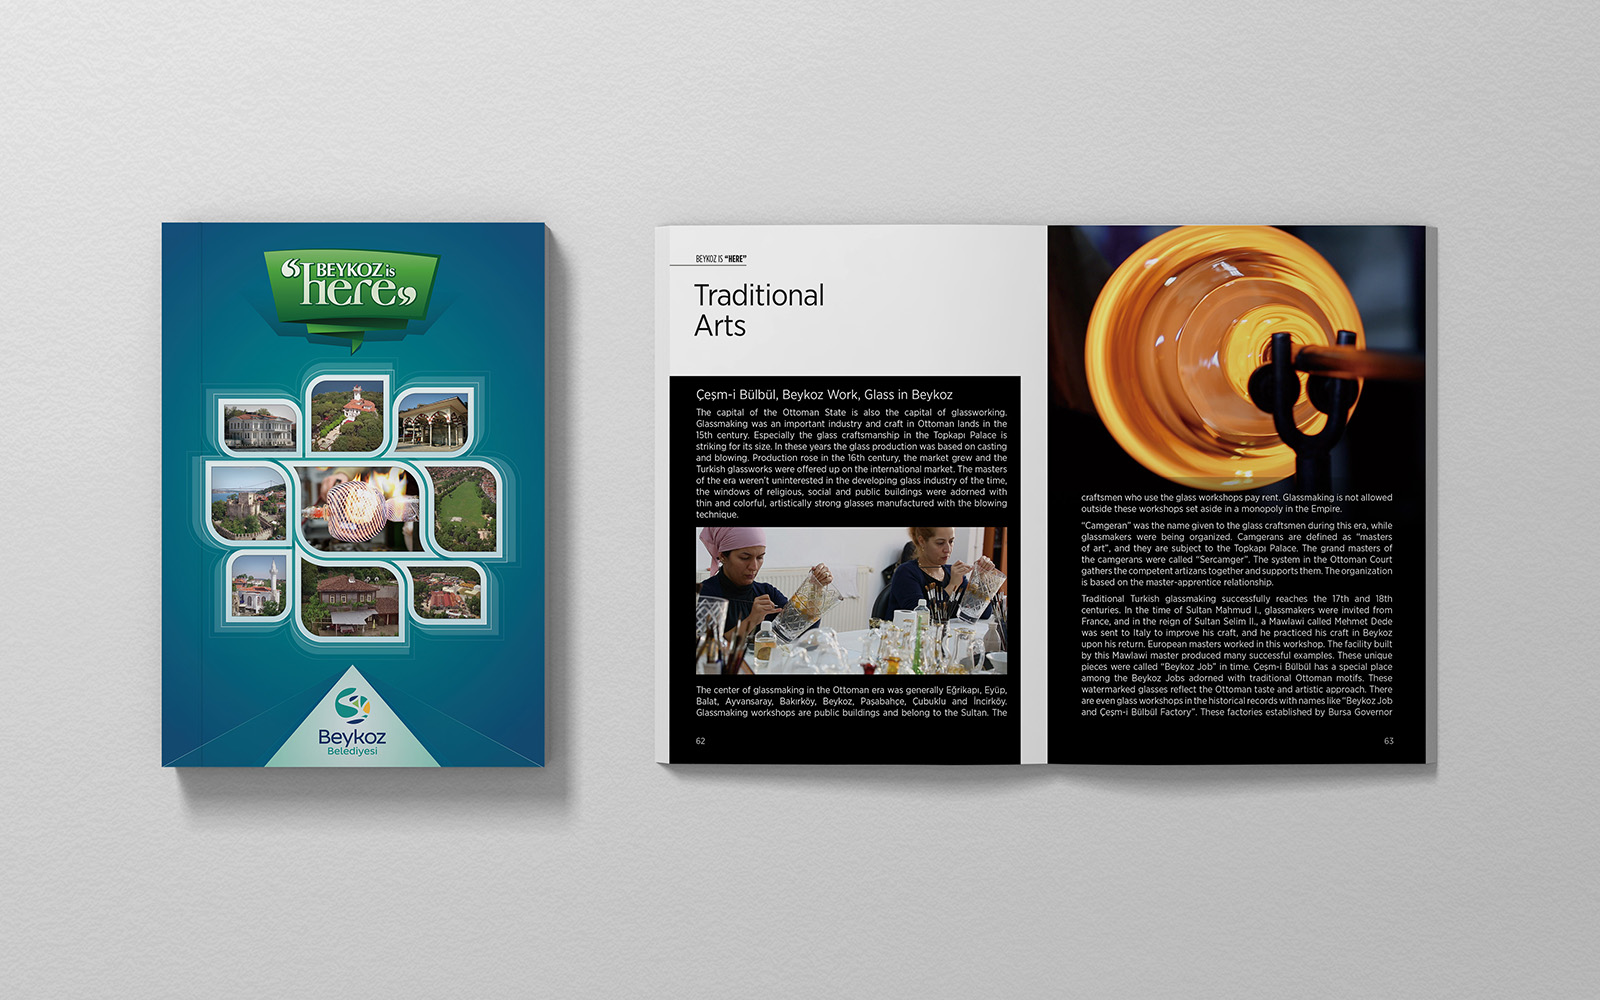 “BEYKOZ is
here”
Beykoz
Belediyesi
BEYKOZ IS “HERE”
Traditional
Arts
Çeşm-i Bülbül, Beykoz Work, Glass in Beykoz
The capital of the Ottoman State is also the capital of glassworking.
Glassmaking was an important industry and craft in Ottoman lands in the
15th century. Especially the glass craftsmanship in the Topkapı Palace is
striking for its size. In these years the glass production was based on casting
and blowing. Production rose in the 16th century, the market grew and the
Turkish glassworks were offered up on the international market. The masters
of the era weren't uninterested in the developing glass industry of the time,
the windows of religious, social and public buildings were adorned with
thin and colorful, artistically strong glasses manufactured with the blowing
technique.
The center of glassmaking in the Ottoman era was generally Eğrikapı, Eyüp,
Balat, Ayvansaray, Bakırköy, Beykoz, Paşabahçe, Çubuklu and İncirköy.
Glassmaking workshops are public buildings and belong to the Sultan. The
62
craftsmen who use the glass workshops pay rent. Glassmaking is not allowed
outside these workshops set aside in a monopoly in the Empire.
“Camgeran” was the name given to the glass craftsmen during this era, while
glassmakers were being organized. Camgerans are defined as “masters
of art”, and they are subject to the Topkapı Palace. The grand masters of
the camgerans were called “Sercamger”. The system in the Ottoman Court
gathers the competent artizans together and supports them. The organization
is based on the master-apprentice relationship.
Traditional Turkish glassmaking successfully reaches the 17th and 18th
centuries. In the time of Sultan Mahmud I., glassmakers were invited from
France, and in the reign of Sultan Selim II., a Mawlawi called Mehmet Dede
was sent to Italy to improve his craft, and he practiced his craft in Beykoz
upon his return. European masters worked in this workshop. The facility built
by this Mawlawi master produced many successful examples. These unique
pieces were called “Beykoz Job” in time. Çeşm-i Bülbül has a special place
among the Beykoz Jobs adorned with traditional Ottoman motifs. These
watermarked glasses reflect the Ottoman taste and artistic approach. There
are even glass workshops in the historical records with names like “Beykoz Job
and Çeşm-i Bülbül Factory”. These factories established by Bursa Governor
63